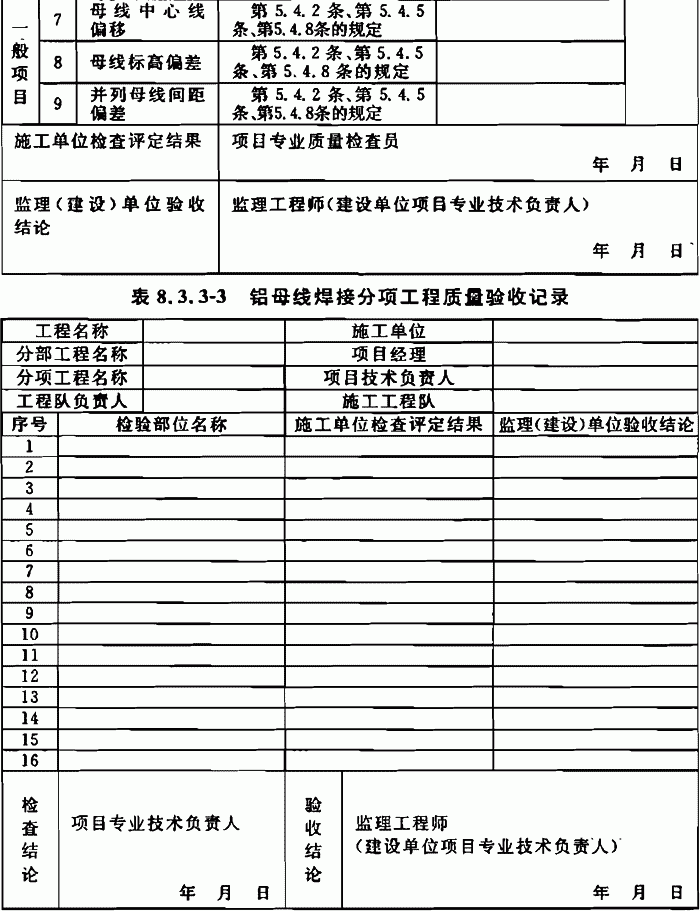 一般项目
7 母线中心线 第 5.4.2 条、第 5.4.5
偏移 条、第5.4.8条的规定
8 母线标高偏差 第 5.4.2 条、第 5.4.5
条、第 5.4.8 条的规定
9 并列母线间距 第 5.4.2 条、第 5.4.5
偏差 条、第5.4.8条的规定
施工单位检查评定结果 项目专业质量检查员
年 月 日
监理(建设)单位验收 监理工程师(建设单位项目专业技术负责人)
结论
年 月 日
表 8.3.3-3 铝母线焊接分项工程质量验收记录
工程名称 施工单位
分部工程名称 项目经理
分项工程名称 项目技术负责人
工程队负责人 施工工程队
序号 检验部位名称 施工单位检查评定结果 监理(建设)单位验收结论
1
2
3
4
5
6
7
8
9
10
11
12
13
14
15
16
检查结论 项目专业技术负责人 验收结论 监理工程师
(建设单位项目专业技术负责人)
年 月 日 年 月 日